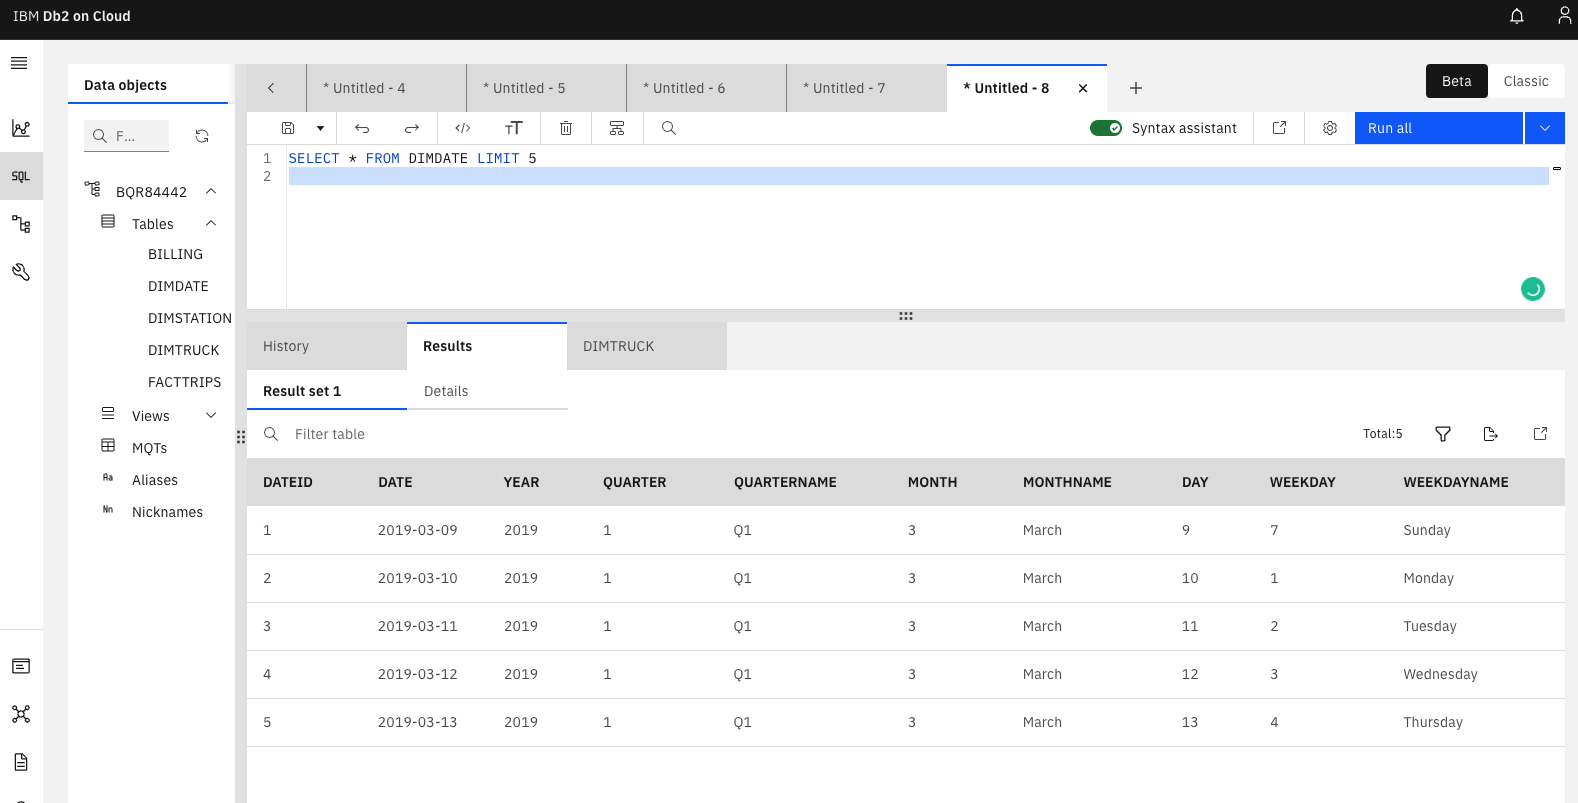 IBM Db2 on Cloud
Data objects
* Untitled - 4
* Untitled - 5
* Untitled - 6
* Untitled - 7
* Untitled - 8
Beta
Classic
F...
Syntax assistant
Run all
SQL
1 SELECT * FROM DIMDATE LIMIT 5
2
BQR84442
Tables
BILLING
DIMDATE
DIMSTATION
DIMTRUCK
FACTTRIPS
Views
MQTs
Aa Aliases
Nn Nicknames
History
Results
DIMTRUCK
Result set 1
Details
Filter table
Total:5
DATEID DATE YEAR QUARTER QUARTERNAME MONTH MONTHNAME DAY WEEKDAY WEEKDAYNAME
1 2019-03-09 2019 1 Q1 3 March 9 7 Sunday
2 2019-03-10 2019 1 Q1 3 March 10 1 Monday
3 2019-03-11 2019 1 Q1 3 March 11 2 Tuesday
4 2019-03-12 2019 1 Q1 3 March 12 3 Wednesday
5 2019-03-13 2019 1 Q1 3 March 13 4 Thursday